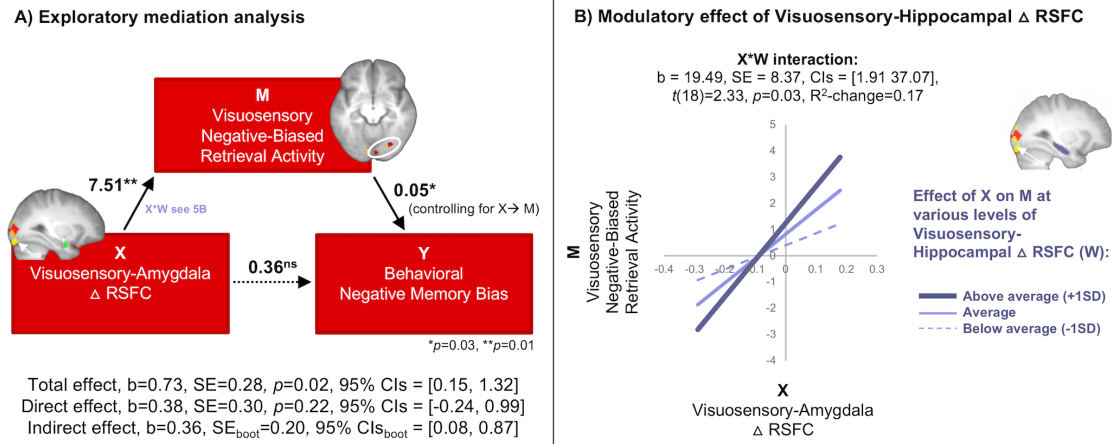 A) Exploratory mediation analysis
M
Visuosensory
Negative-Biased
Retrieval Activity
7.51**
X*W see 5B
0.05*
(controlling for X→ M)
X
Visuosensory-Amygdala
△ RSFC
0.36ns
Y
Behavioral
Negative Memory Bias
*p=0.03, **p=0.01
Total effect, b=0.73, SE=0.28, p=0.02, 95% CIs = [0.15, 1.32]
Direct effect, b=0.38, SE=0.30, p=0.22, 95% CIs = [-0.24, 0.99]
Indirect effect, b=0.36, SEboot=0.20, 95% CIsboot = [0.08, 0.87]
B) Modulatory effect of Visuosensory-Hippocampal △ RSFC
X*W interaction:
b = 19.49, SE = 8.37, CIs = [1.91 37.07],
t(18)=2.33, p=0.03, R2-change=0.17
5
4
3
2
1
0
-1
-2
-3
-4
-0.4
-0.3
-0.2
-0.1
0
0.1
0.2
0.3
M
Visuosensory
Negative-Biased
Retrieval Activity
X
Visuosensory-Amygdala
△ RSFC
Effect of X on M at
various levels of
Visuosensory-
Hippocampal △ RSFC (W):
Above average (+1SD)
Average
Below average (-1SD)